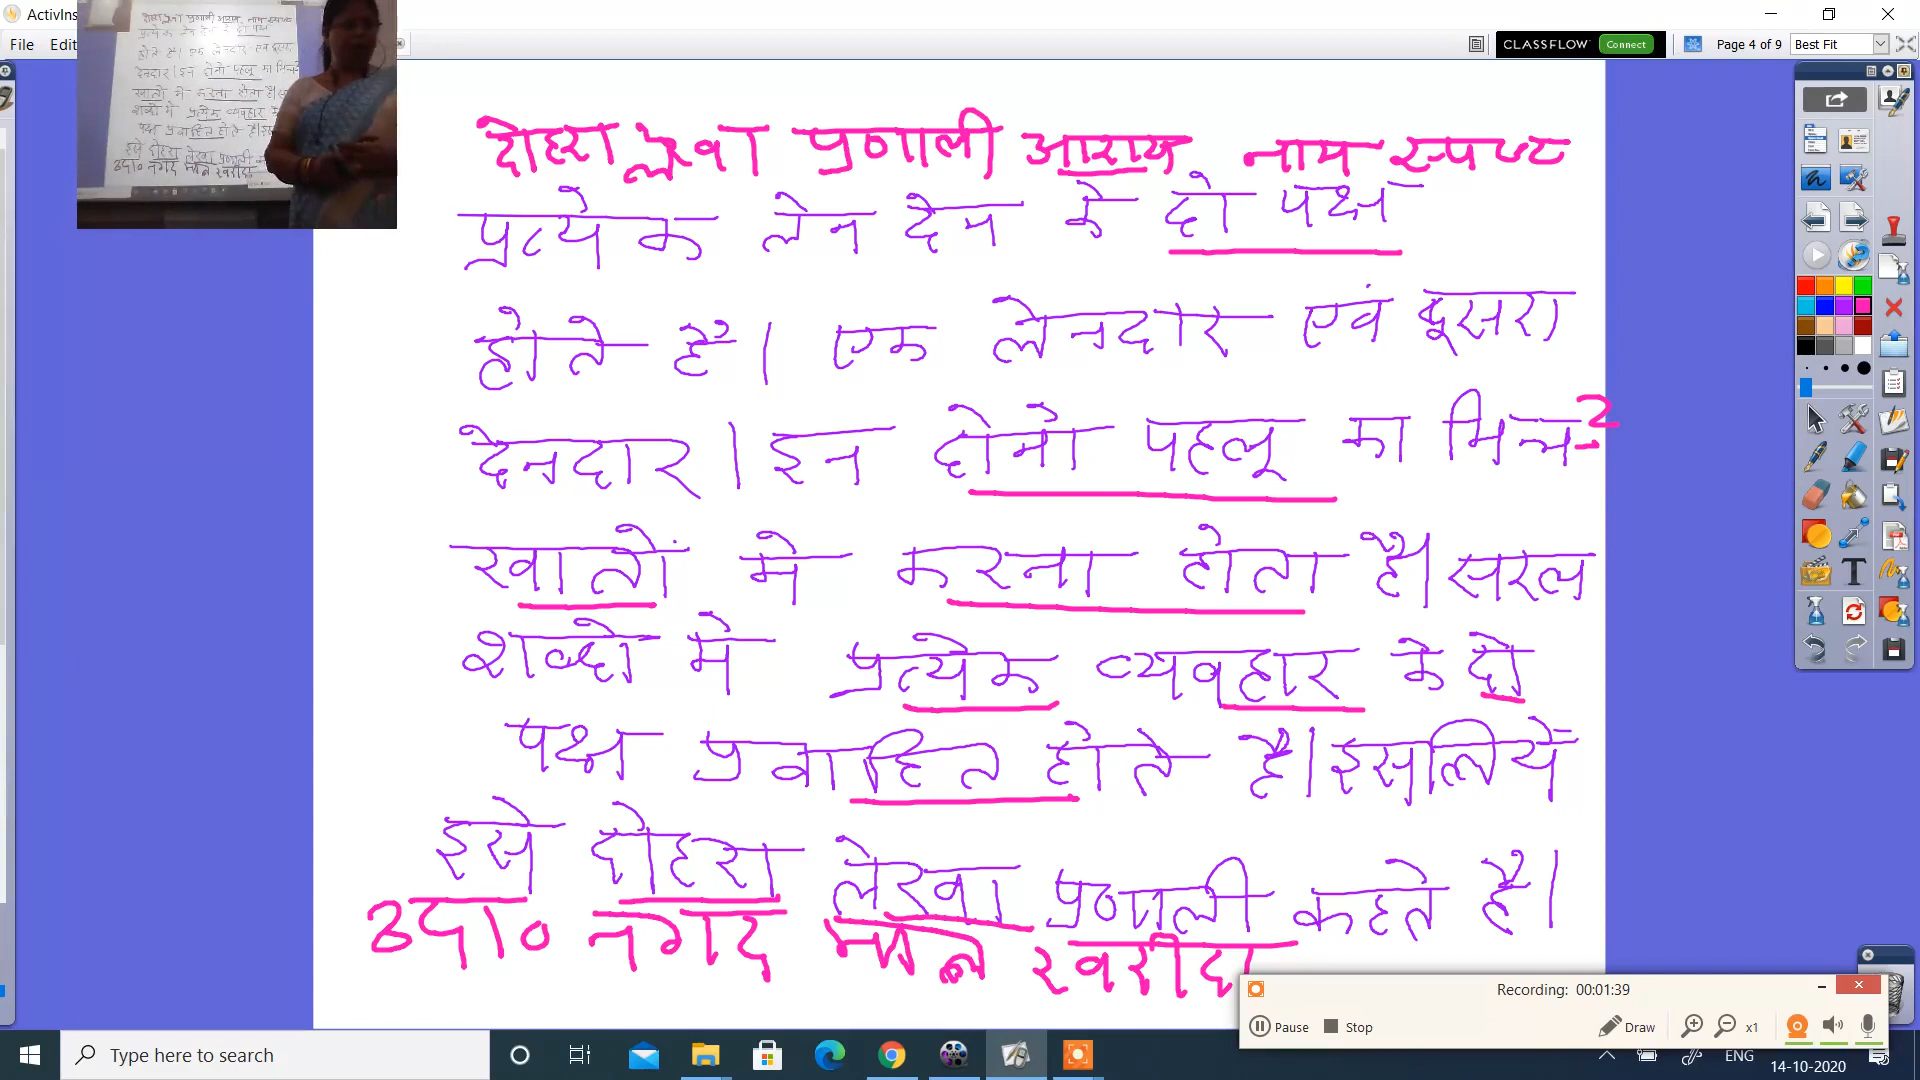 ActivIns
File Edit
CLASSFLOW Connect Page 4 of 9 Best Fit
दोहरा लेखा प्रणाली आशय नाम स्पष्ट
प्रत्येक लेन देन के दो पक्ष
होते है। एक लेनदार एवं दूसरा
देनदार। इन दोनो पहलू का भिन्न २
खातों मे करना होता है। सरल
शब्दो मे प्रत्येक व्यवहार के दो
पक्ष प्रवाहित होते है। इसलिये
इसे दोहरा लेखा प्रणाली कहते है।
उदा० नगद माल खरीदा
Recording: 00:01:39
Pause Stop Draw x1
Type here to search
ENG 14-10-2020